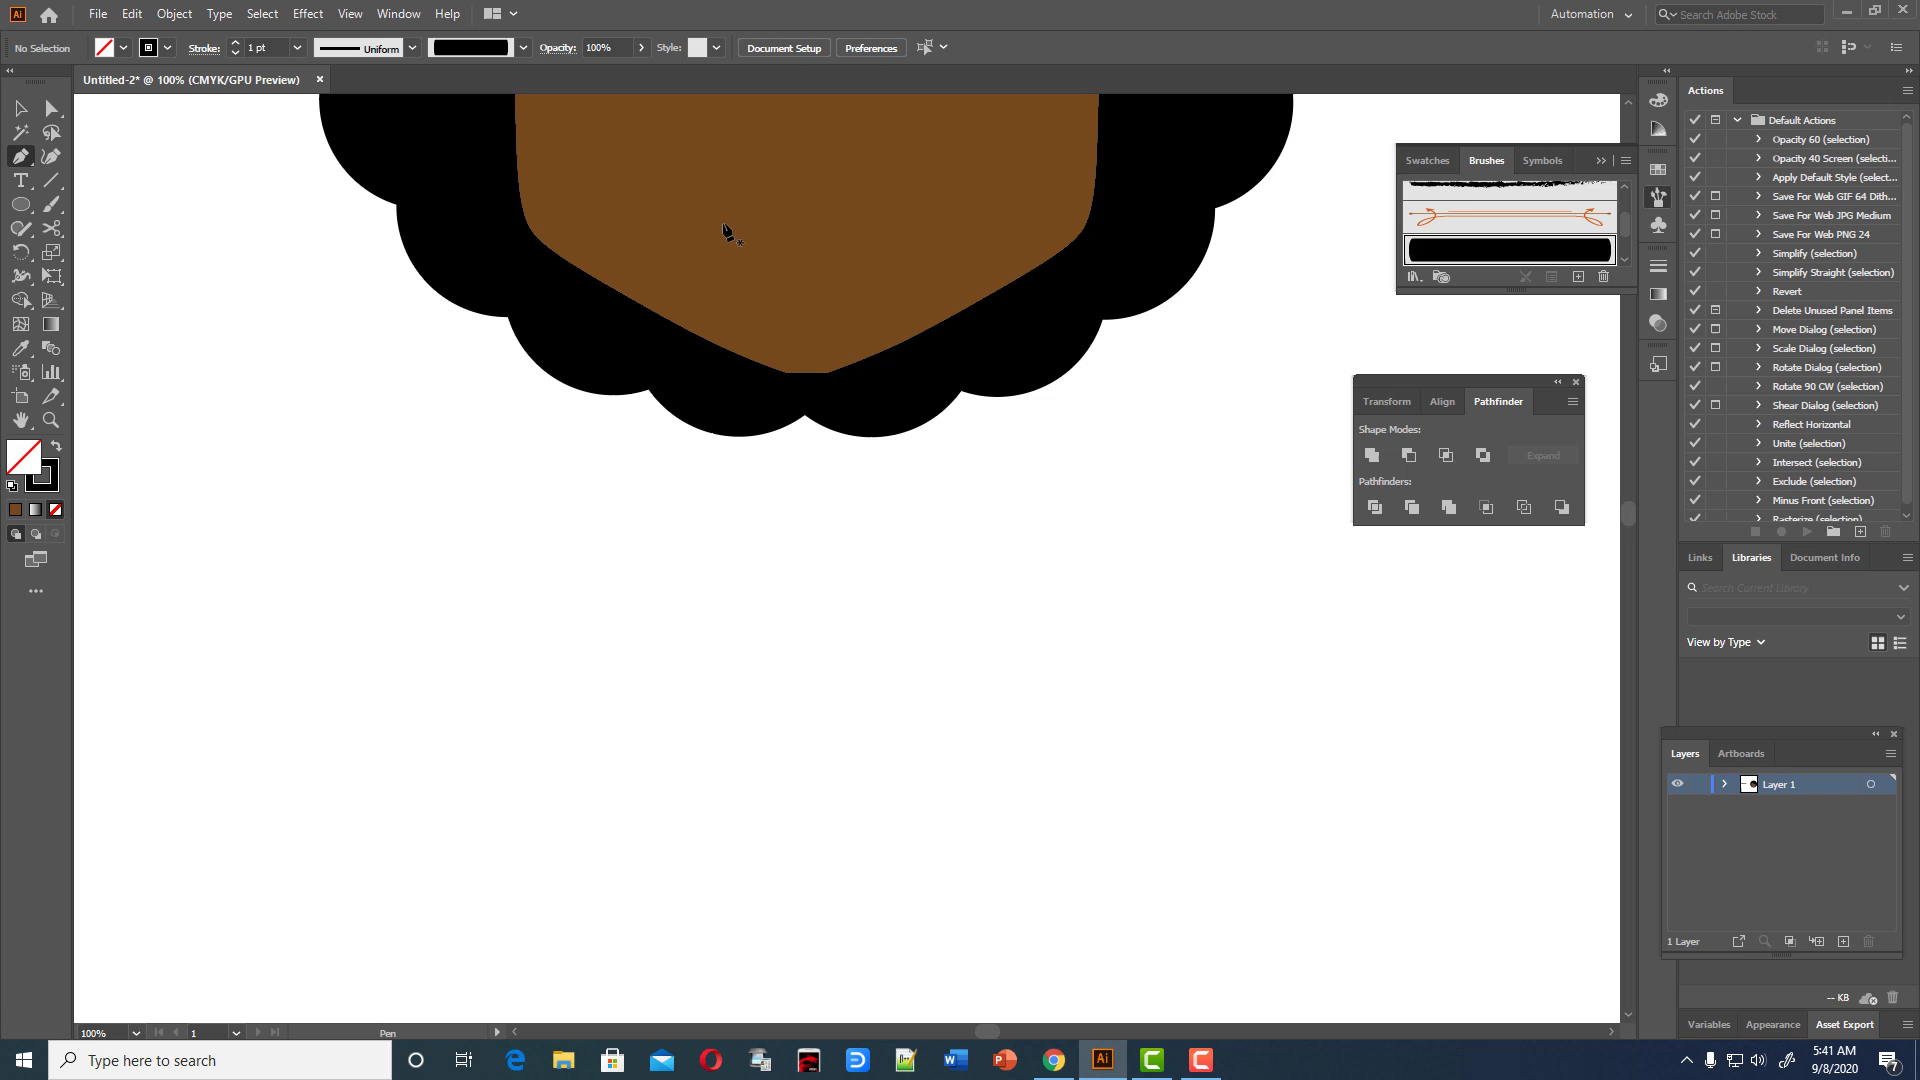 Ai File Edit Object Type Select Effect View Window Help Automation Search Adobe Stock
No Selection Stroke: 1 pt Uniform Opacity: 100% Style: Document Setup Preferences
Untitled-2* @ 100% (CMYK/GPU Preview)
Actions
Default Actions
Opacity 60 (selection)
Opacity 40 Screen (selecti...
Apply Default Style (select...
Save For Web GIF 64 Dith...
Save For Web JPG Medium
Save For Web PNG 24
Simplify (selection)
Simplify Straight (selection)
Revert
Delete Unused Panel Items
Move Dialog (selection)
Scale Dialog (selection)
Rotate Dialog (selection)
Rotate 90 CW (selection)
Shear Dialog (selection)
Reflect Horizontal
Unite (selection)
Intersect (selection)
Exclude (selection)
Minus Front (selection)
Rasterize (selection)
Swatches Brushes Symbols
Transform Align Pathfinder
Shape Modes:
Expand
Pathfinders:
Links Libraries Document Info
Search Current Library
View by Type
Layers Artboards
Layer 1
1 Layer
-- KB
Variables Appearance Asset Export
100% 1 Pen
Type here to search
5:41 AM
9/8/2020
7